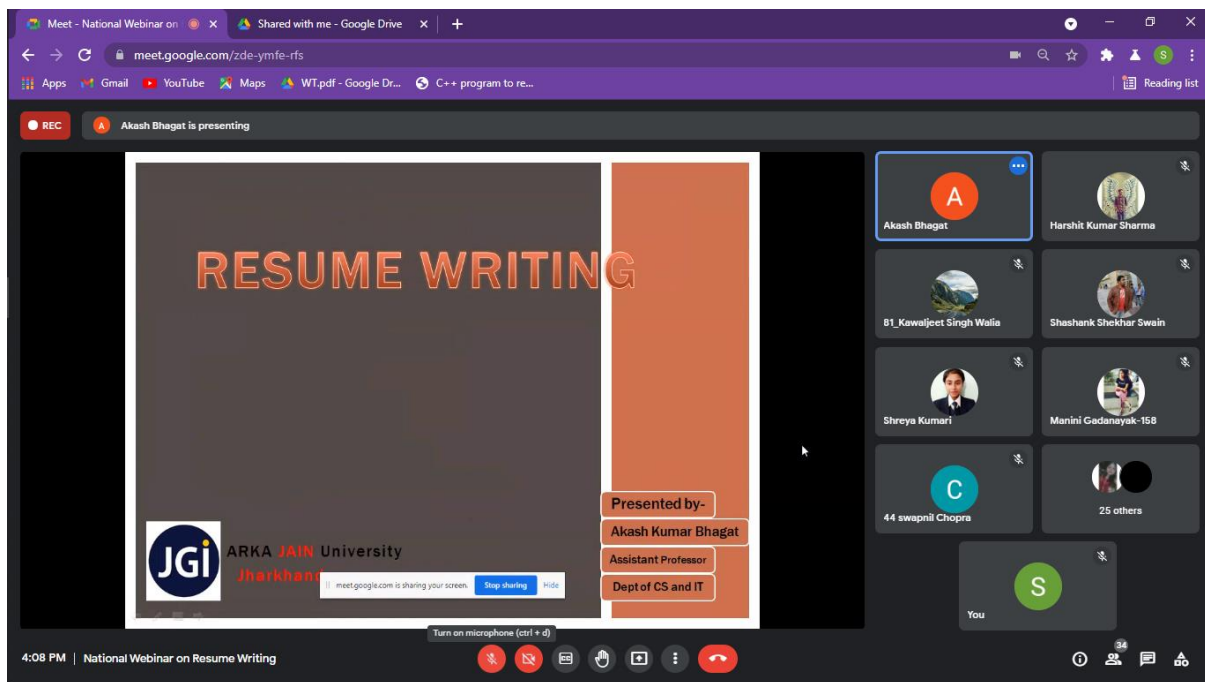 Meet - National Webinar on
Shared with me - Google Drive
meet.google.com/zde-ymfe-rfs
S
Apps
Gmail
YouTube
Maps
WT.pdf - Google Dr...
C++ program to re...
Reading list
REC
A
Akash Bhagat is presenting
RESUME WRITING
Presented by-
Akash Kumar Bhagat
Assistant Professor
Dept of CS and IT
JGi
ARKA JAIN University
Jharkhand
meet.google.com is sharing your screen.
Stop sharing
Hide
A
Akash Bhagat
Harshit Kumar Sharma
81_Kawaljeet Singh Walia
Shashank Shekhar Swain
Shreya Kumari
Manini Gadanayak-158
C
44 swapnil Chopra
25 others
S
You
Turn on microphone (ctrl + d)
4:08 PM | National Webinar on Resume Writing
34